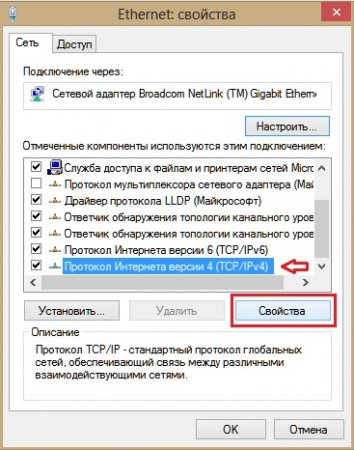 Ethernet: свойства
Сеть
Доступ
Подключение через:
Сетевой адаптер Broadcom NetLink (TM) Gigabit Etherne
Настроить...
Отмеченные компоненты используются этим подключением:
Служба доступа к файлам и принтерам сетей Micro
Протокол мультиплексора сетевого адаптера (Май
Драйвер протокола LLDP (Майкрософт)
Ответчик обнаружения топологии канального уров
Ответчик обнаружения топологии канального уров
Протокол Интернета версии 6 (TCP/IPv6)
Протокол Интернета версии 4 (TCP/IPv4)
Установить...
Удалить
Свойства
Описание
Протокол TCP/IP - стандартный протокол глобальных
сетей, обеспечивающий связь между различными
взаимодействующими сетями.
OK
Отмена